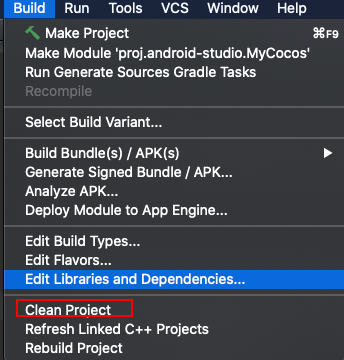 Build Run Tools VCS Window Help
Make Project ⌘F9
Make Module 'proj.android-studio.MyCocos'
Run Generate Sources Gradle Tasks
Recompile
Select Build Variant...
Build Bundle(s) / APK(s)
Generate Signed Bundle / APK...
Analyze APK...
Deploy Module to App Engine...
Edit Build Types...
Edit Flavors...
Edit Libraries and Dependencies...
Clean Project
Refresh Linked C++ Projects
Rebuild Project